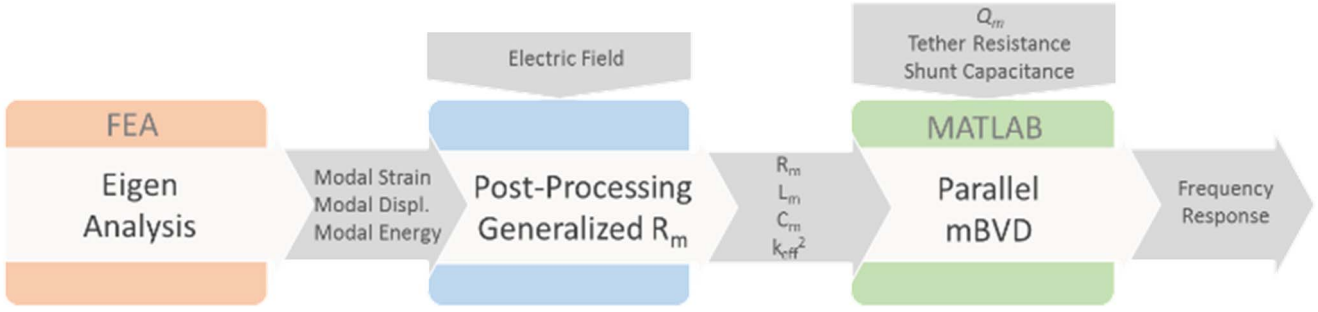 FEA
Eigen
Analysis
Modal Strain
Modal Displ.
Modal Energy
Electric Field
Post-Processing
Generalized Rm
Rm
Lm
Cm
keff2
Qm
Tether Resistance
Shunt Capacitance
MATLAB
Parallel
mBVD
Frequency
Response